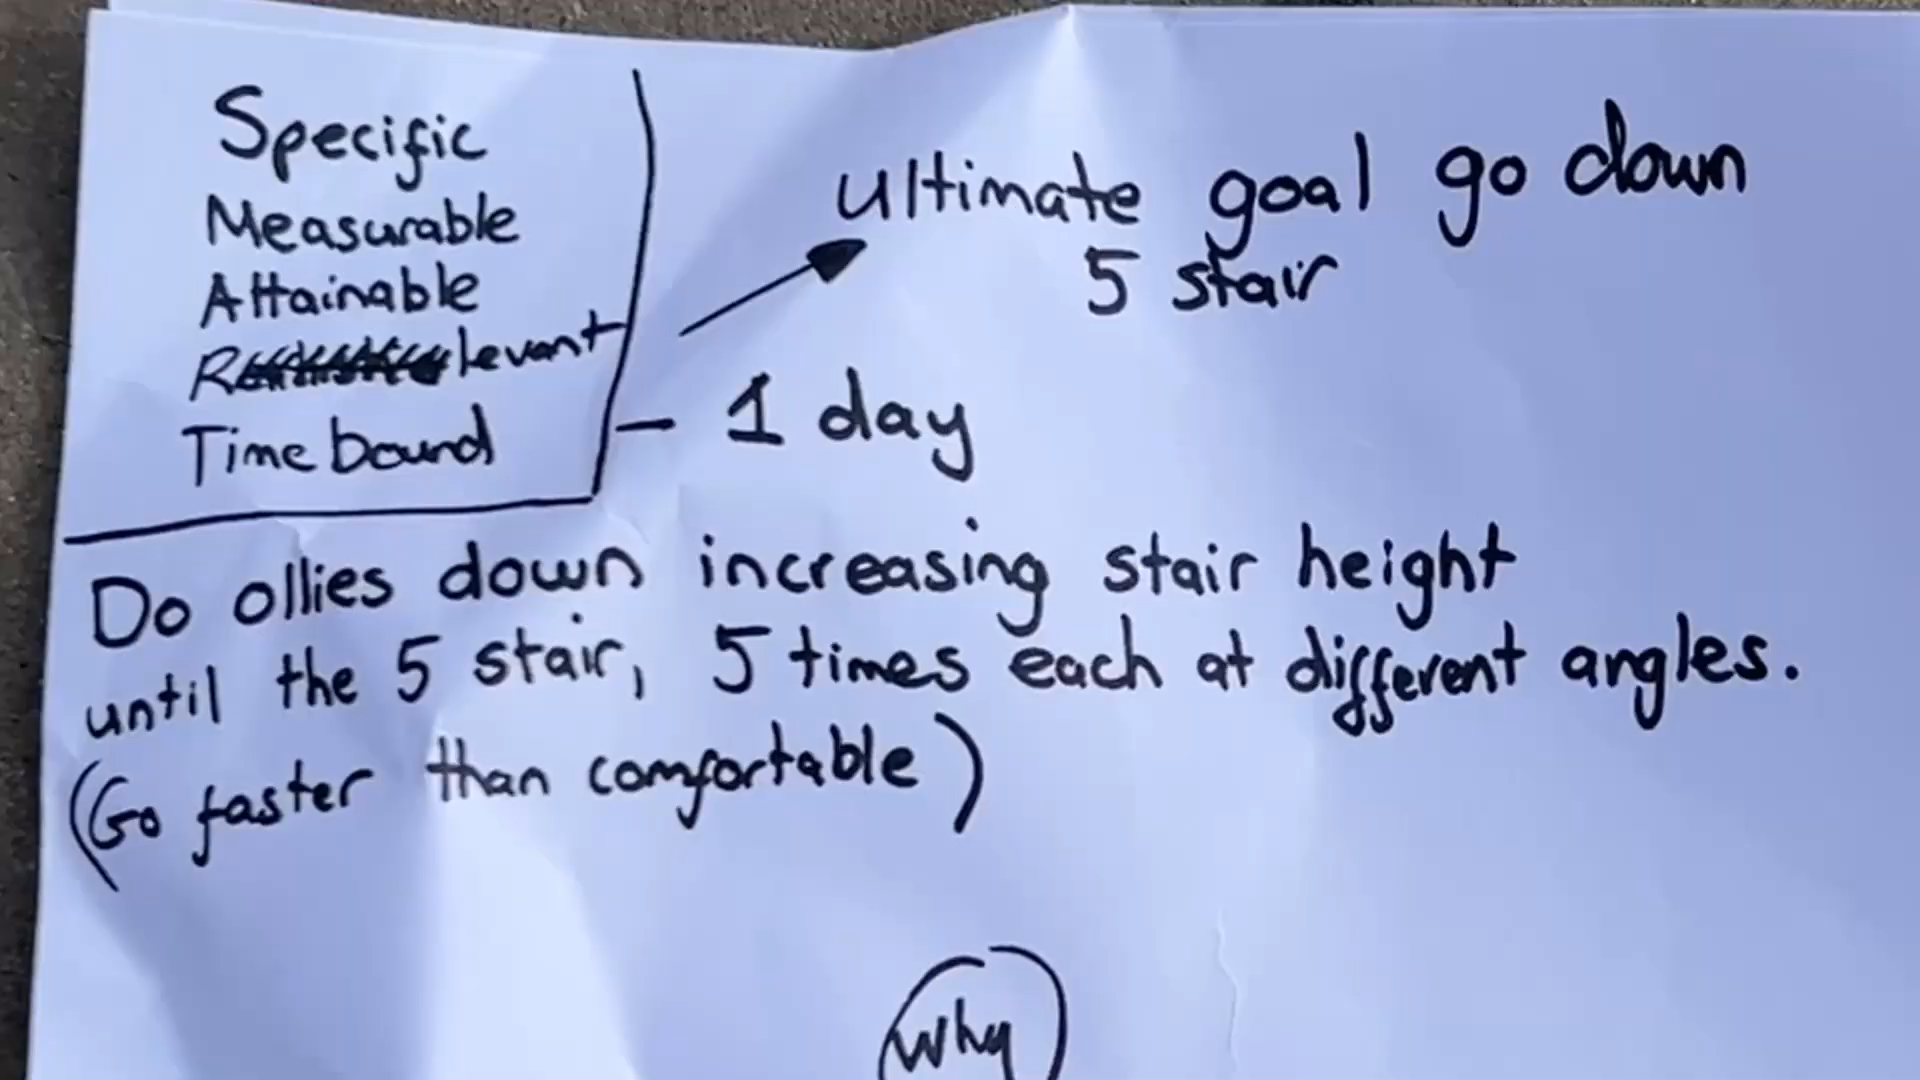 Specific
Measurable
Attainable
Relevant
Time bound
ultimate goal go down
5 stair
- 1 day
Do ollies down increasing stair height
until the 5 stair, 5 times each at different angles.
(Go faster than comfortable)
Why